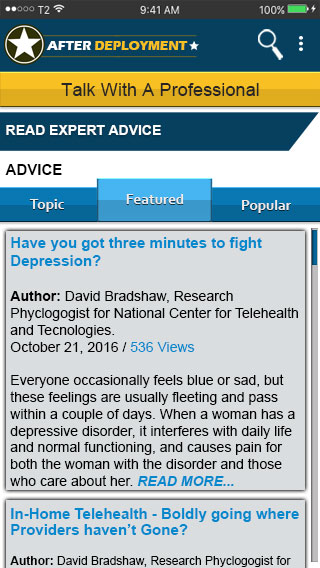 T2 9:41 AM 100%
AFTER DEPLOYMENT
Talk With A Professional
READ EXPERT ADVICE
ADVICE
Topic Featured Popular
Have you got three minutes to fight
Depression?
Author: David Bradshaw, Research
Phyclogogist for National Center for Telehealth
and Tecnologies.
October 21, 2016 / 536 Views
Everyone occasionally feels blue or sad, but
these feelings are usually fleeting and pass
within a couple of days. When a woman has a
depressive disorder, it interferes with daily life
and normal functioning, and causes pain for
both the woman with the disorder and those
who care about her. READ MORE...
In-Home Telehealth - Boldly going where
Providers haven't Gone?
Author: David Bradshaw, Research Phyclogogist for